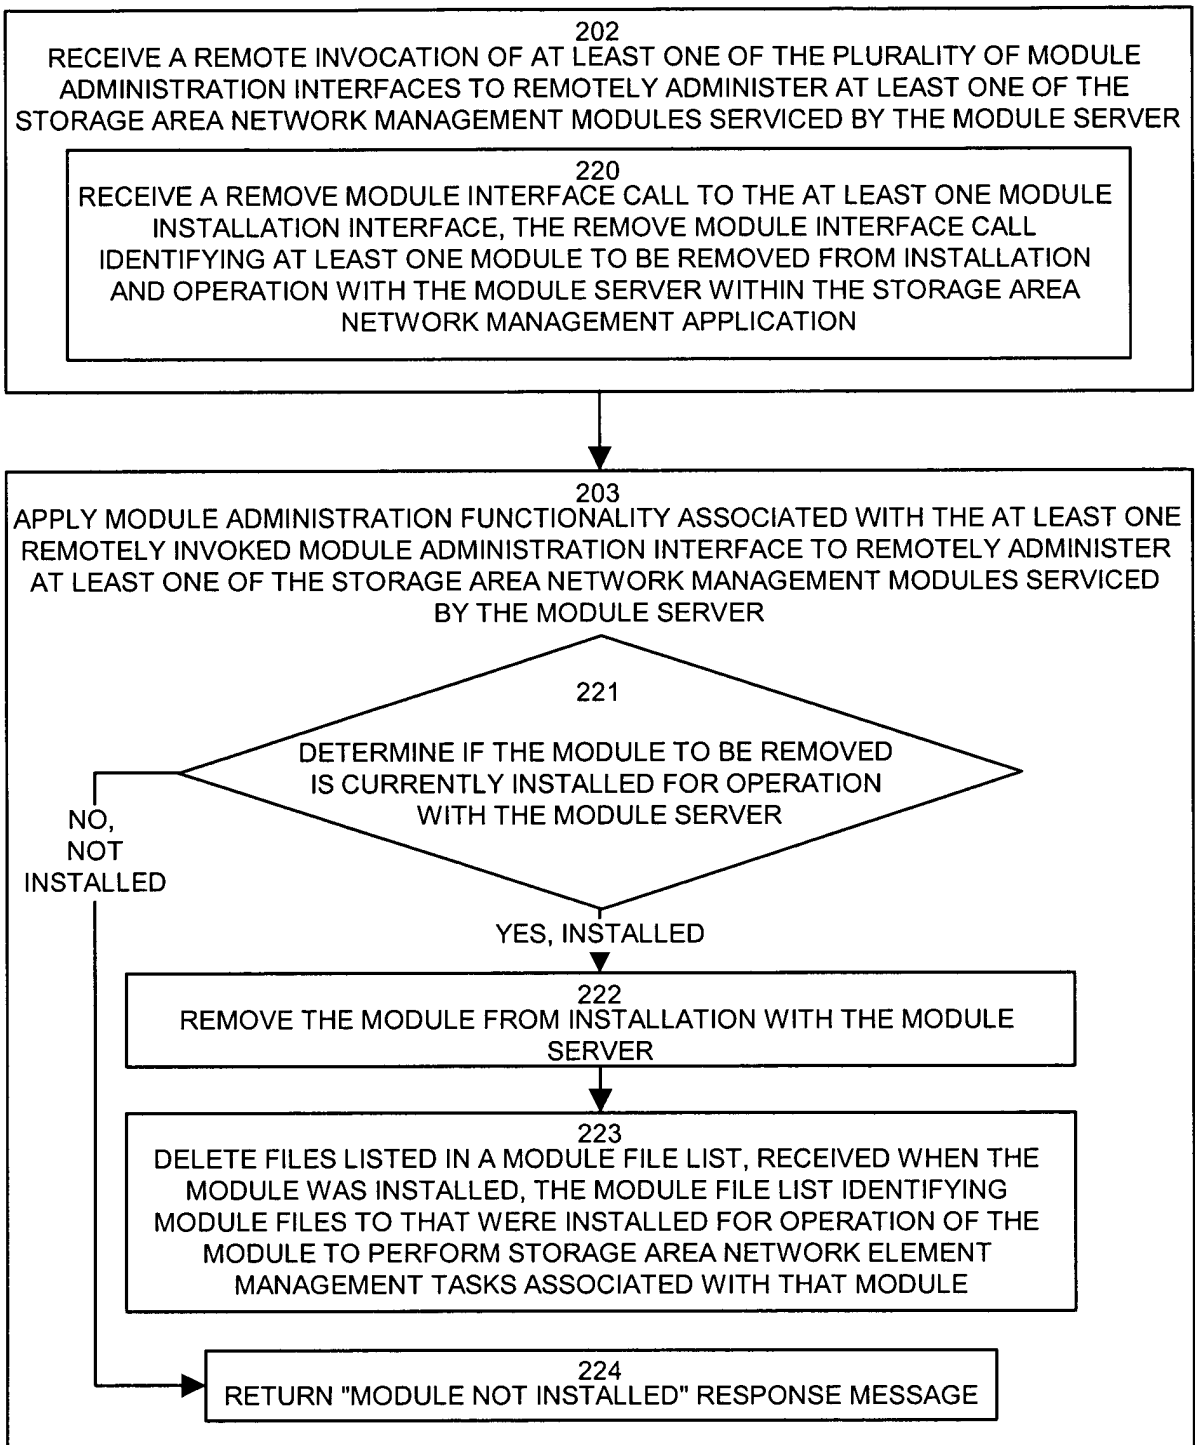 202
RECEIVE A REMOTE INVOCATION OF AT LEAST ONE OF THE PLURALITY OF MODULE
ADMINISTRATION INTERFACES TO REMOTELY ADMINISTER AT LEAST ONE OF THE
STORAGE AREA NETWORK MANAGEMENT MODULES SERVICED BY THE MODULE SERVER
220
RECEIVE A REMOVE MODULE INTERFACE CALL TO THE AT LEAST ONE MODULE
INSTALLATION INTERFACE, THE REMOVE MODULE INTERFACE CALL
IDENTIFYING AT LEAST ONE MODULE TO BE REMOVED FROM INSTALLATION
AND OPERATION WITH THE MODULE SERVER WITHIN THE STORAGE AREA
NETWORK MANAGEMENT APPLICATION
203
APPLY MODULE ADMINISTRATION FUNCTIONALITY ASSOCIATED WITH THE AT LEAST ONE
REMOTELY INVOKED MODULE ADMINISTRATION INTERFACE TO REMOTELY ADMINISTER
AT LEAST ONE OF THE STORAGE AREA NETWORK MANAGEMENT MODULES SERVICED
BY THE MODULE SERVER
221
DETERMINE IF THE MODULE TO BE REMOVED
IS CURRENTLY INSTALLED FOR OPERATION
WITH THE MODULE SERVER
NO,
NOT
INSTALLED
YES, INSTALLED
222
REMOVE THE MODULE FROM INSTALLATION WITH THE MODULE
SERVER
223
DELETE FILES LISTED IN A MODULE FILE LIST, RECEIVED WHEN THE
MODULE WAS INSTALLED, THE MODULE FILE LIST IDENTIFYING
MODULE FILES TO THAT WERE INSTALLED FOR OPERATION OF THE
MODULE TO PERFORM STORAGE AREA NETWORK ELEMENT
MANAGEMENT TASKS ASSOCIATED WITH THAT MODULE
224
RETURN "MODULE NOT INSTALLED" RESPONSE MESSAGE